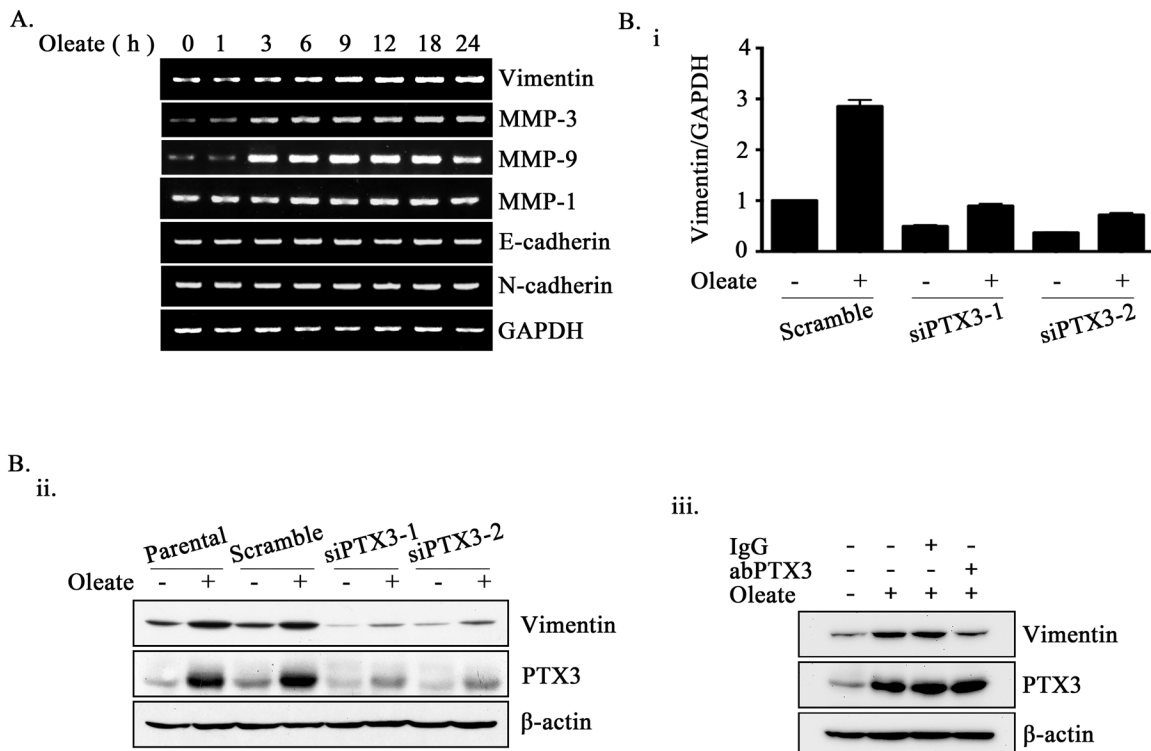 A.
Oleate ( h ) 0 1 3 6 9 12 18 24
Vimentin
MMP-3
MMP-9
MMP-1
E-cadherin
N-cadherin
GAPDH
B.
i
Vimentin/GAPDH
4
3
2
1
0
Oleate - + - + - +
Scramble siPTX3-1 siPTX3-2
B.
ii.
Parental Scramble siPTX3-1 siPTX3-2
Oleate - + - + - + - +
Vimentin
PTX3
β-actin
iii.
IgG - - + -
abPTX3 - - - +
Oleate - + + +
Vimentin
PTX3
β-actin